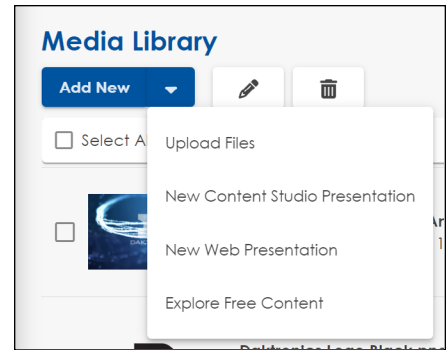 Media Library
Add New
Select A
Upload Files
New Content Studio Presentation
New Web Presentation
Explore Free Content